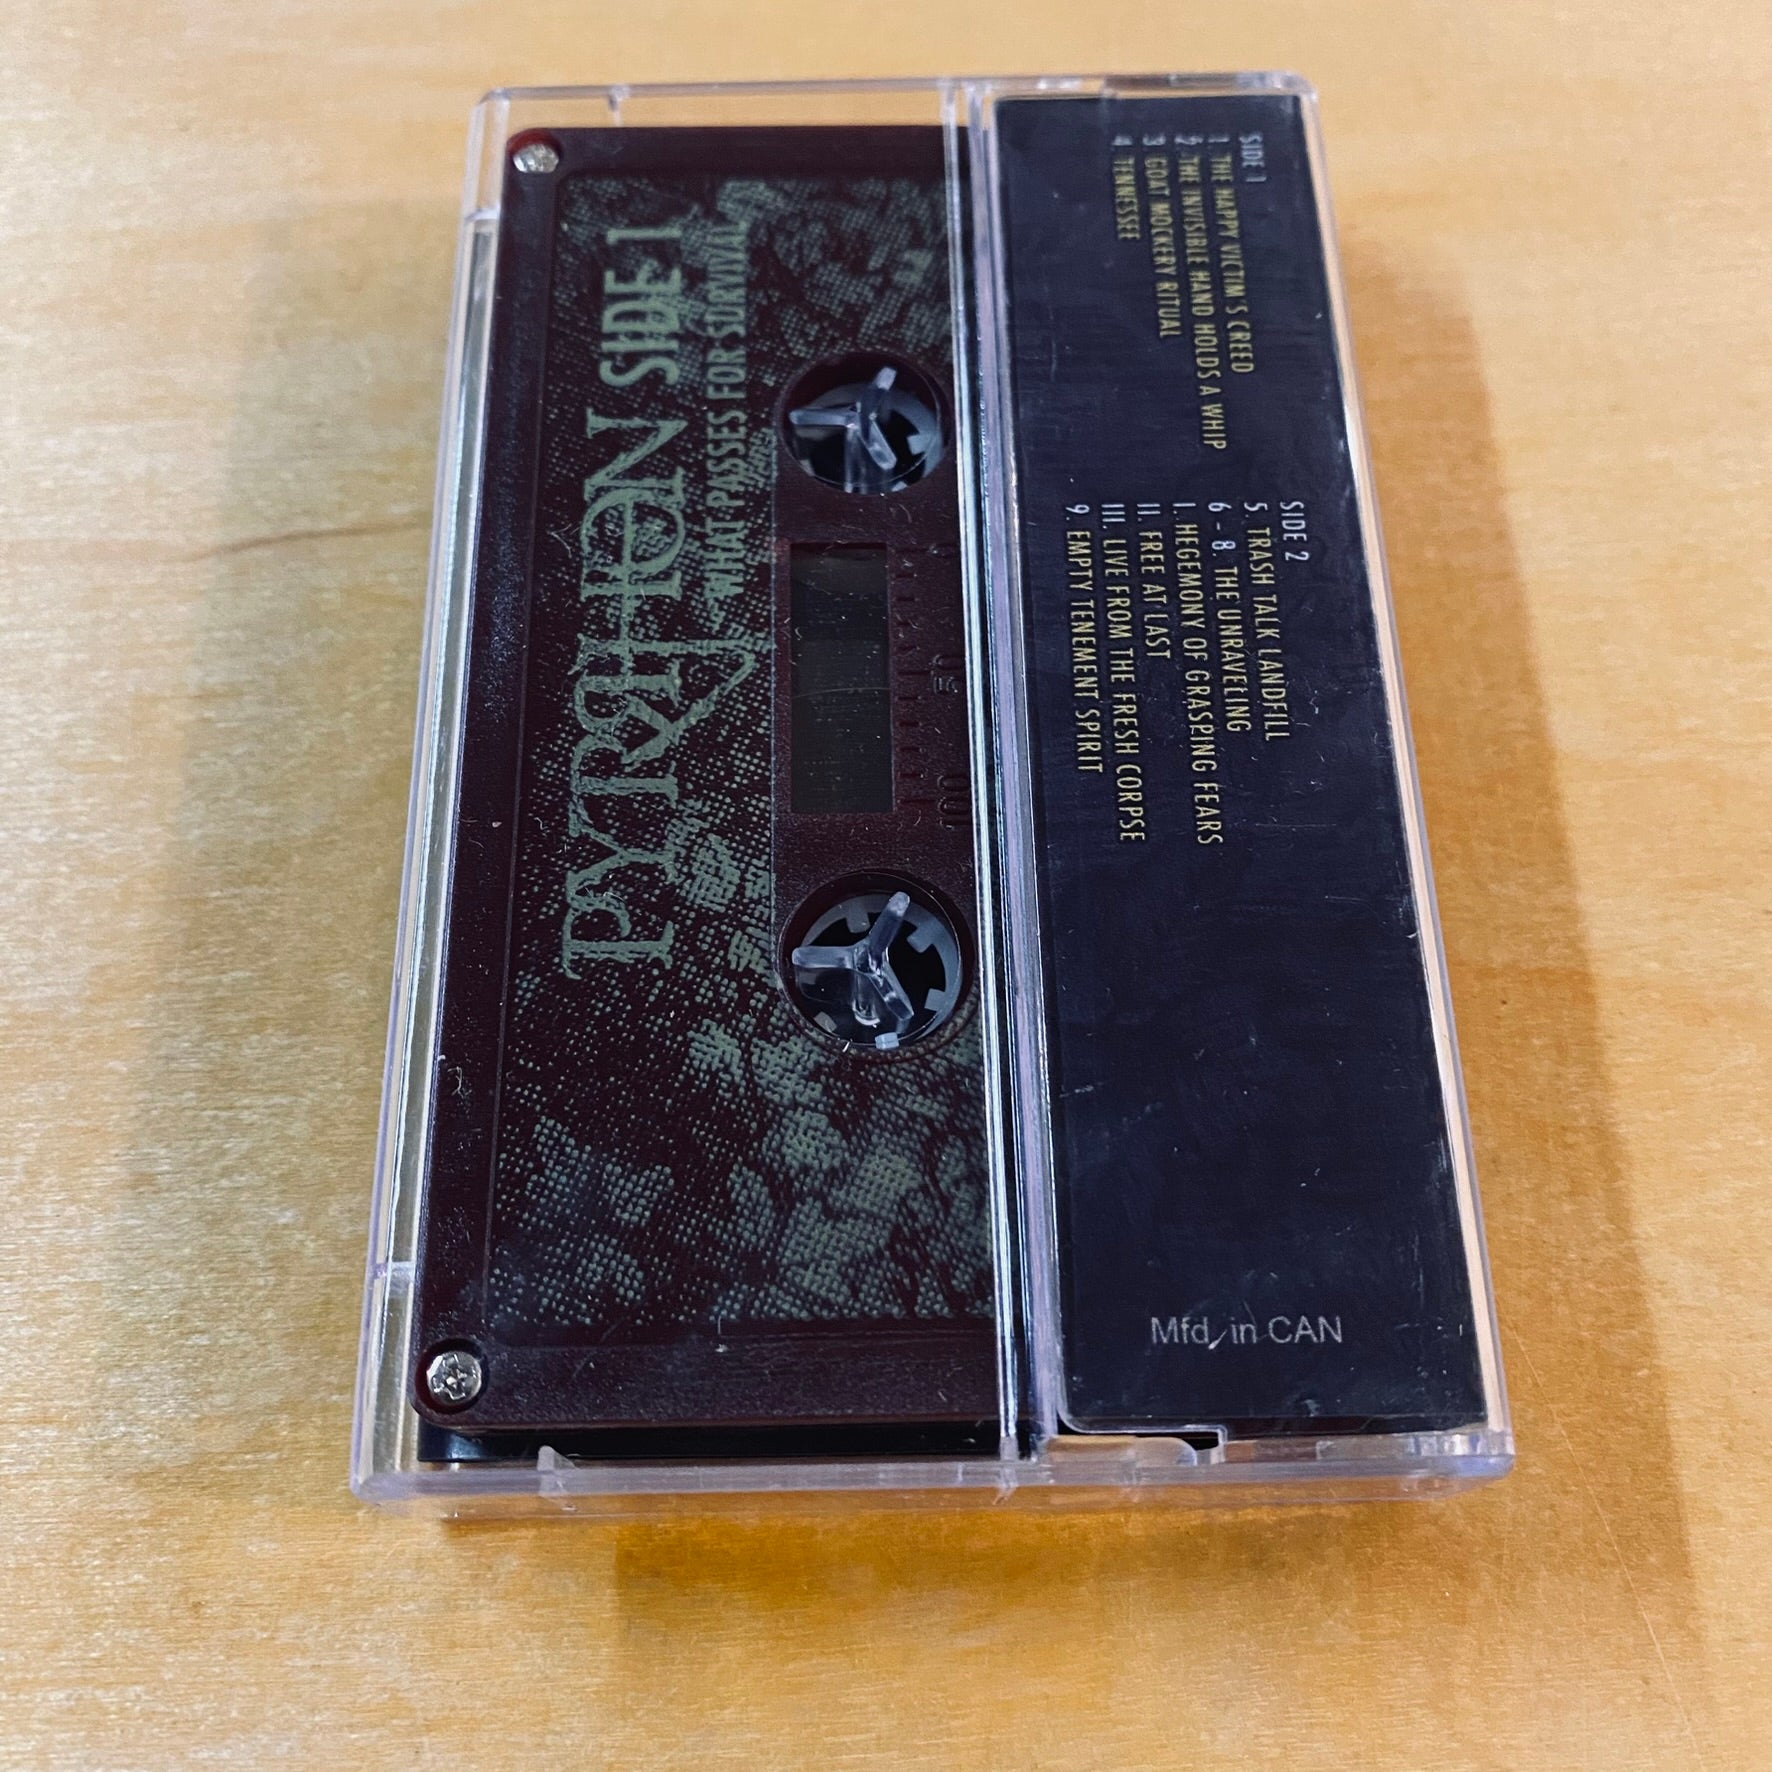 PYRRHON SIDE 1
WHAT PASSES FOR SURVIVAL
0 50 100
SIDE 1
1 THE HAPPY VICTIM'S CREED
2. THE INVISIBLE HAND HOLDS A WHIP
3 GOAT MOCKERY RITUAL
4 TENNESSEE
SIDE 2
5. TRASH TALK LANDFILL
6 - 8. THE UNRAVELING
I. HEGEMONY OF GRASPING FEARS
II. FREE AT LAST
III. LIVE FROM THE FRESH CORPSE
9. EMPTY TENEMENT SPIRIT
Mfd. in CAN